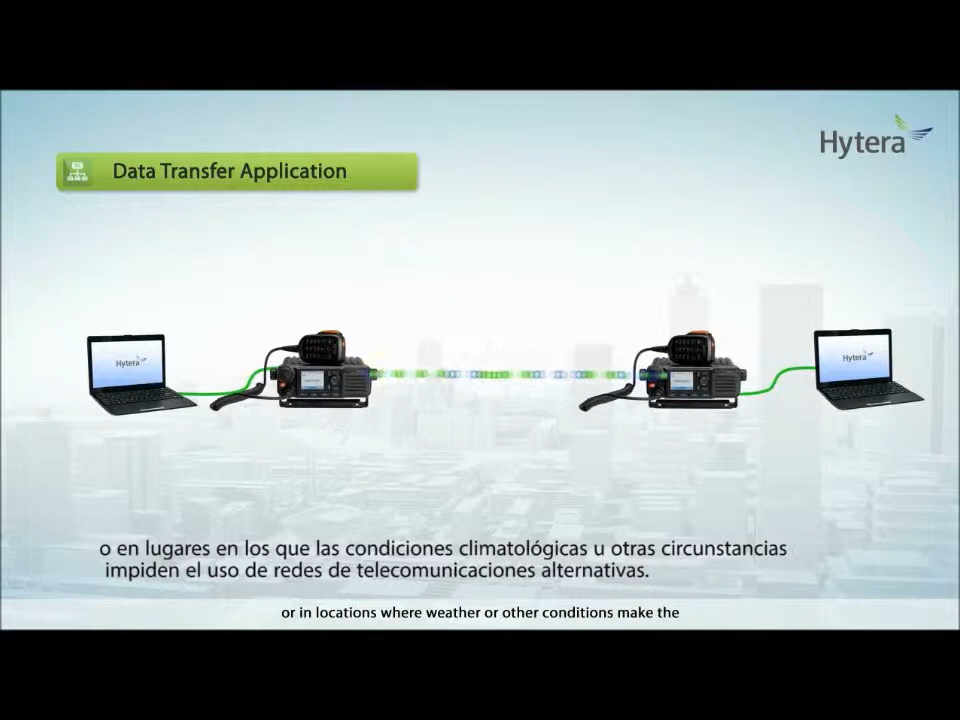 Hytera
Data Transfer Application
Hytera
Hytera
o en lugares en los que las condiciones climatológicas u otras circunstancias
impiden el uso de redes de telecomunicaciones alternativas.
or in locations where weather or other conditions make the